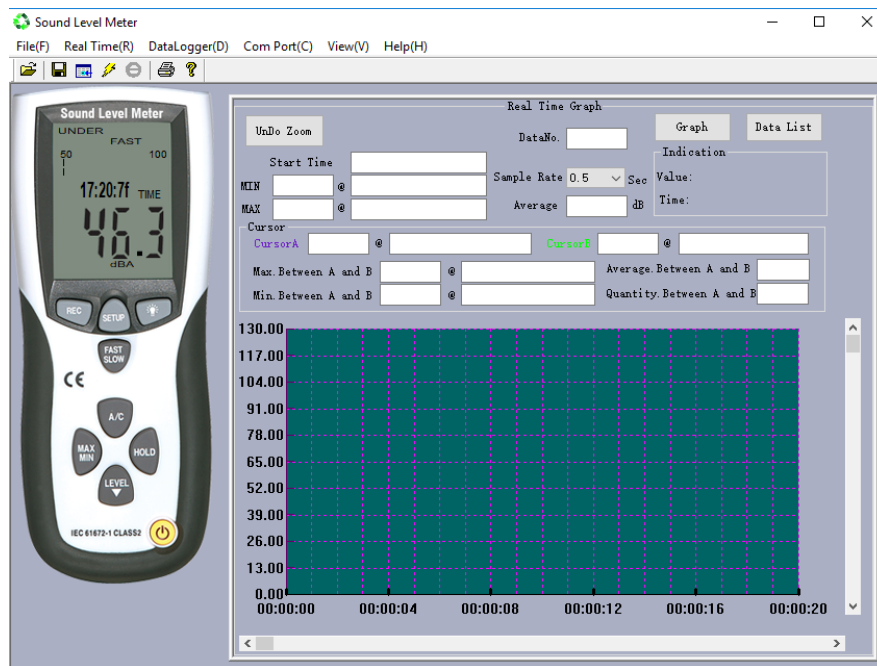 Sound Level Meter
File(F) Real Time(R) DataLogger(D) Com Port(C) View(V) Help(H)
Sound Level Meter
UNDER
FAST
50 100
17:20:7f TIME
46.3
dBA
REC
SETUP
FAST
SLOW
CE
A/C
MAX
MIN
HOLD
LEVEL
IEC 61672-1 CLASS2
Real Time Graph
UnDo Zoom
DataNo.
Graph
Data List
Start Time
MIN @
MAX @
Sample Rate 0.5 Sec
Average dB
Indication
Value:
Time:
Cursor
CursorA @ CursorB @
Max.Between A and B @ Average.Between A and B
Min.Between A and B @ Quantity.Between A and B
130.00
117.00
104.00
91.00
78.00
65.00
52.00
39.00
26.00
13.00
0.00
00:00:00 00:00:04 00:00:08 00:00:12 00:00:16 00:00:20